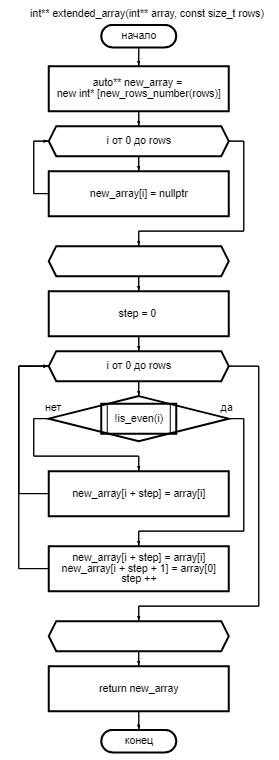 int** extended_array(int** array, const size_t rows)
начало
auto** new_array =
new int* [new_rows_number(rows)]
i от 0 до rows
new_array[i] = nullptr
step = 0
i от 0 до rows
нет
!is_even(i)
да
new_array[i + step] = array[i]
new_array[i + step] = array[i]
new_array[i + step + 1] = array[0]
step ++
return new_array
конец